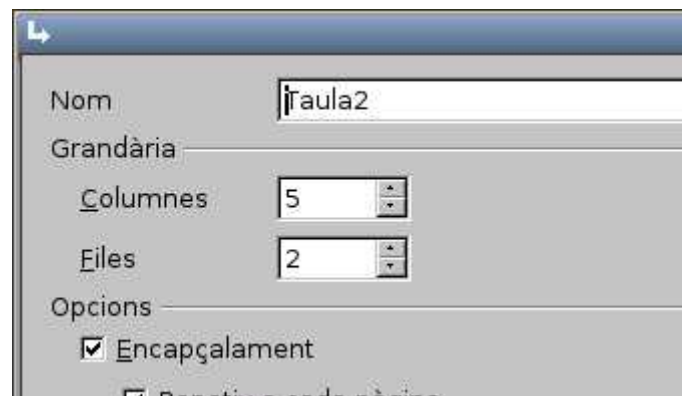 Nom Taula2
Grandària
Columnes 5
Files 2
Opcions
Encapçalament